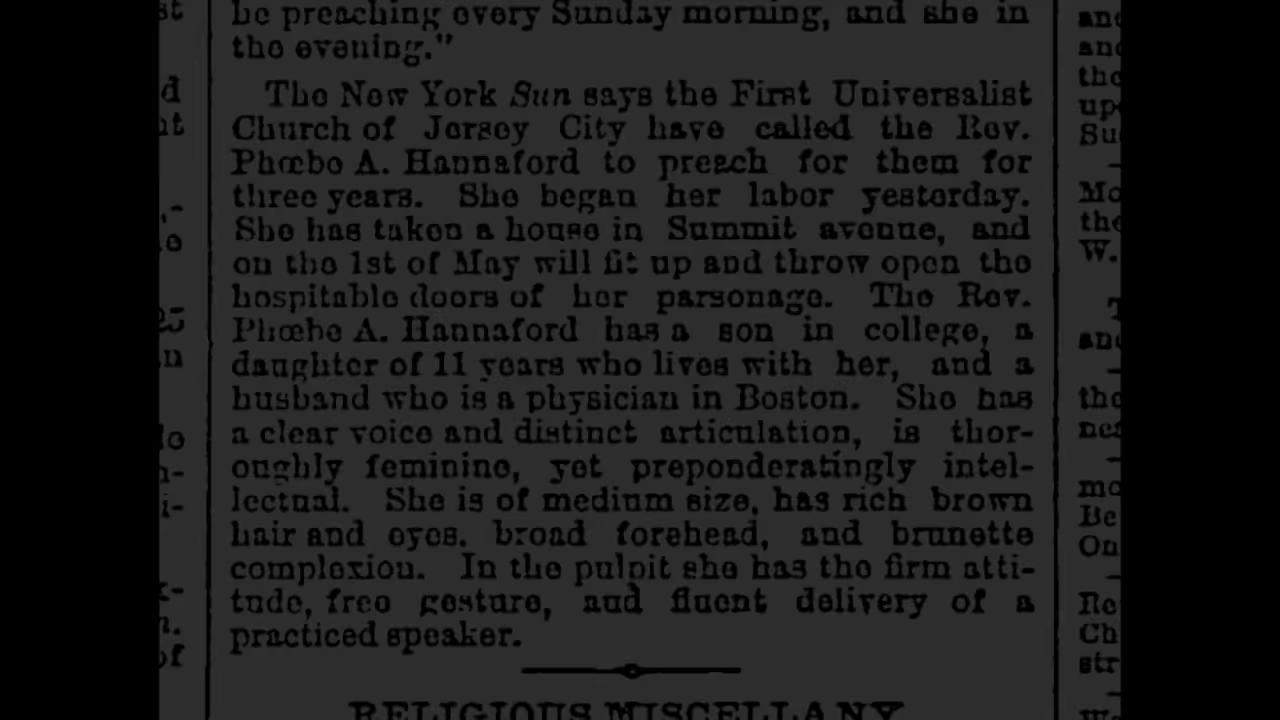 be preaching every Sunday morning, and she in
the evening."
The New York Sun says the First Universalist
Church of Jersey City have called the Rev.
Phœbe A. Hannaford to preach for them for
three years. She began her labor yesterday.
She has taken a house in Summit avenue, and
on the 1st of May will fit up and throw open the
hospitable doors of her parsonage. The Rev.
Phœbe A. Hannaford has a son in college, a
daughter of 11 years who lives with her, and a
husband who is a physician in Boston. She has
a clear voice and distinct articulation, is thor-
oughly feminine, yet preponderatingly intel-
lectual. She is of medium size, has rich brown
hair and eyes, broad forehead, and brunette
complexion. In the pulpit she has the firm atti-
tude, free gesture, and fluent delivery of a
practiced speaker.
RELIGIOUS MISCELLANY